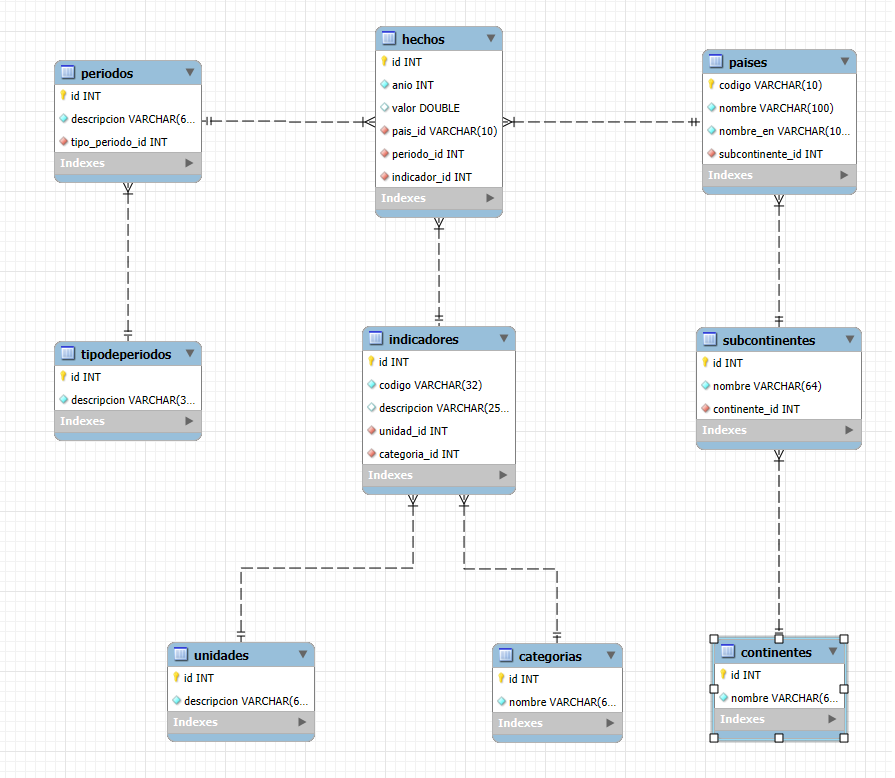 hechos
id INT
anio INT
valor DOUBLE
pais_id VARCHAR(10)
periodo_id INT
indicador_id INT
Indexes
periodos
id INT
descripcion VARCHAR(6...
tipo_periodo_id INT
Indexes
paises
codigo VARCHAR(10)
nombre VARCHAR(100)
nombre_en VARCHAR(10...
subcontinente_id INT
Indexes
tipodeperiodos
id INT
descripcion VARCHAR(3...
Indexes
indicadores
id INT
codigo VARCHAR(32)
descripcion VARCHAR(25...
unidad_id INT
categoria_id INT
Indexes
subcontinentes
id INT
nombre VARCHAR(64)
continente_id INT
Indexes
unidades
id INT
descripcion VARCHAR(6...
Indexes
categorias
id INT
nombre VARCHAR(6...
Indexes
continentes
id INT
nombre VARCHAR(6...
Indexes